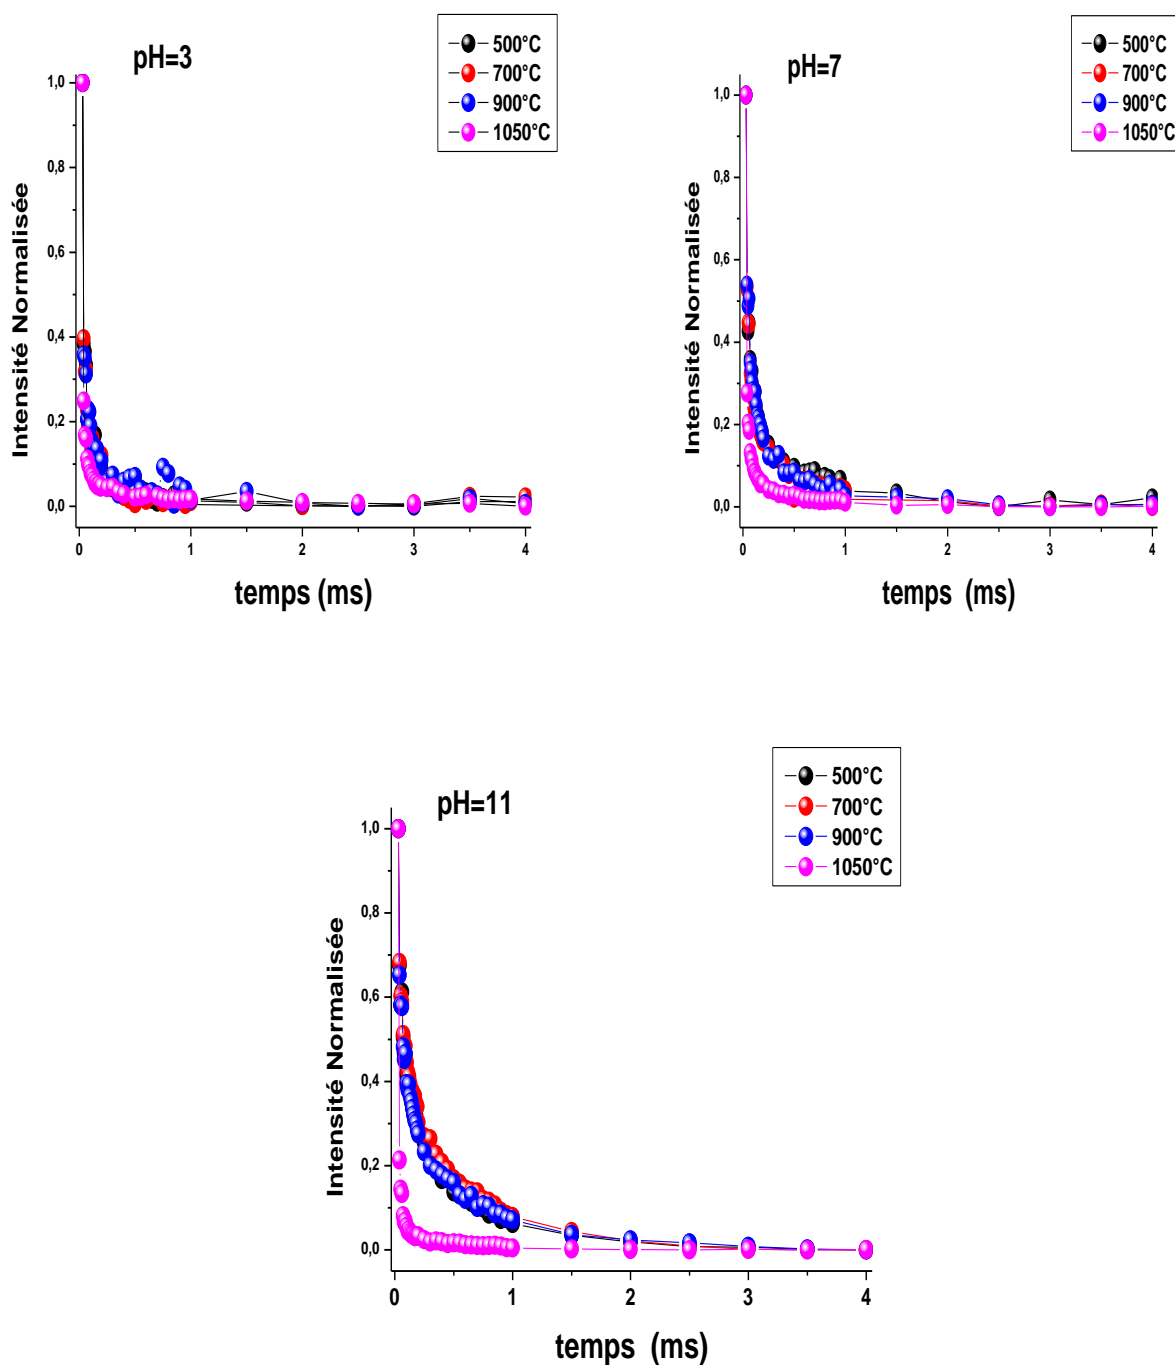 pH=3
500°C
700°C
900°C
1050°C
1,0
0,8
0,6
0,4
0,2
0,0
Intensité Normalisée
0 1 2 3 4
temps (ms)
pH=7
500°C
700°C
900°C
1050°C
1,0
0,8
0,6
0,4
0,2
0,0
Intensité Normalisée
0 1 2 3 4
temps (ms)
pH=11
500°C
700°C
900°C
1050°C
1,0
0,8
0,6
0,4
0,2
0,0
Intensité Normalisée
0 1 2 3 4
temps (ms)